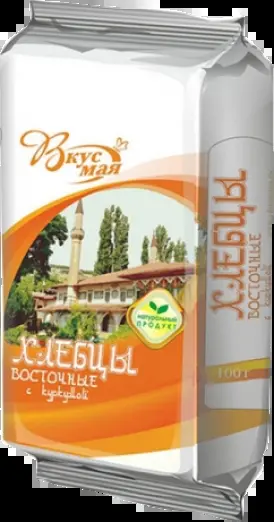 Вкус
мая
натуральный
ПРОДУКТ
ХЛЕБЦЫ
ВОСТОЧНЫЕ
с куркумой
ХЛЕБЦЫ
ВОСТОЧНЫЕ
100г